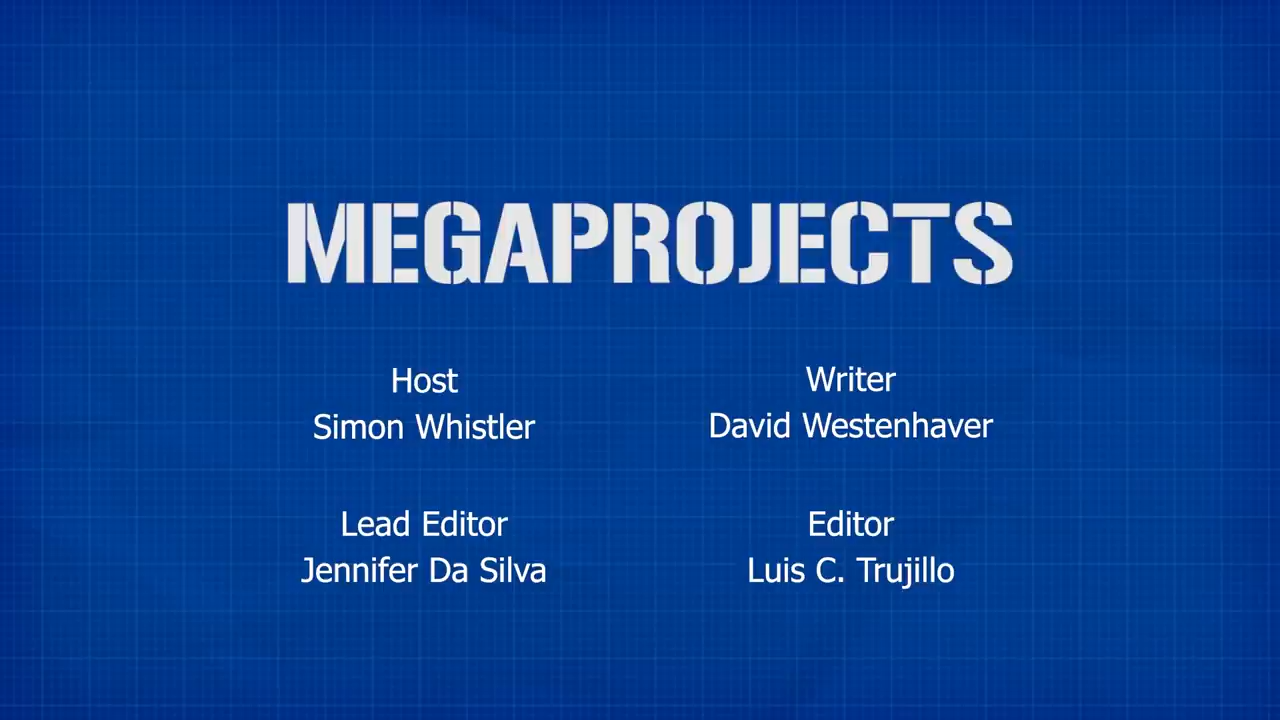 MEGAPROJECTS
Host
Simon Whistler
Writer
David Westenhaver
Lead Editor
Jennifer Da Silva
Editor
Luis C. Trujillo